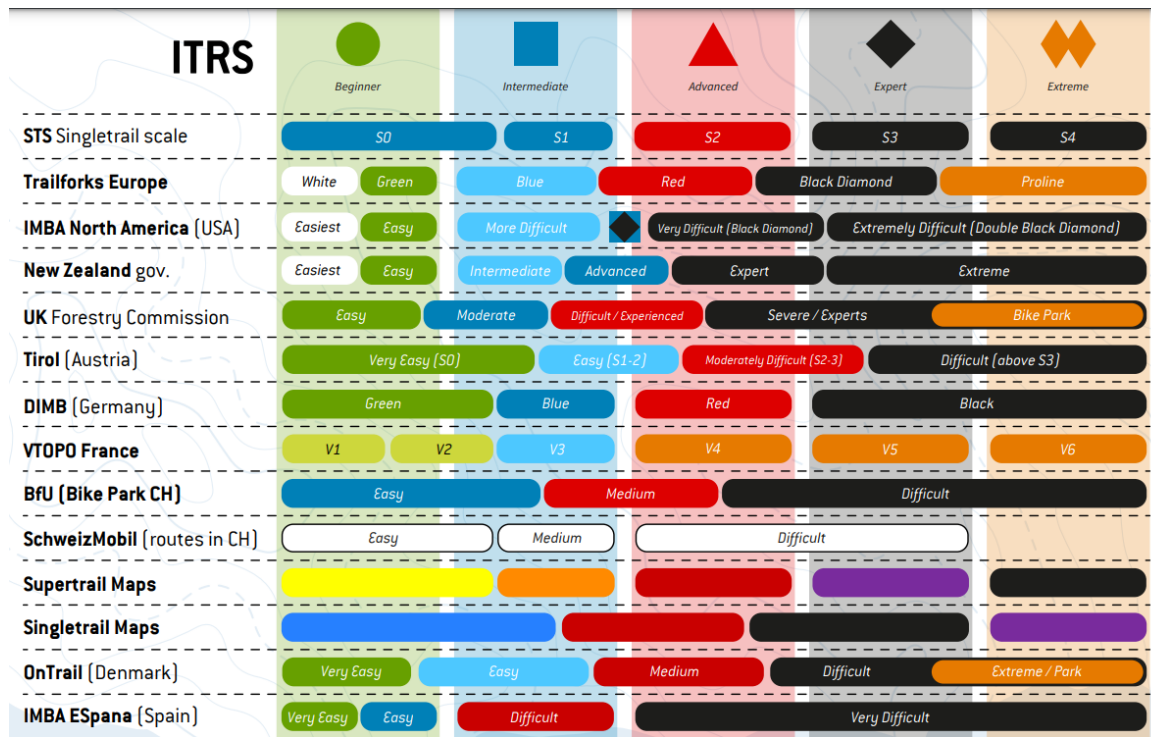 ITRS
Beginner Intermediate Advanced Expert Extreme
STS Singletrail scale S0 S1 S2 S3 S4
Trailforks Europe White Green Blue Red Black Diamond Proline
IMBA North America (USA) Easiest Easy More Difficult Very Difficult (Black Diamond) Extremely Difficult (Double Black Diamond)
New Zealand gov. Easiest Easy Intermediate Advanced Expert Extreme
UK Forestry Commission Easy Moderate Difficult / Experienced Severe / Experts Bike Park
Tirol (Austria) Very Easy (S0) Easy (S1-2) Moderately Difficult (S2-3) Difficult (above S3)
DIMB (Germany) Green Blue Red Black
VTOPO France V1 V2 V3 V4 V5 V6
BfU (Bike Park CH) Easy Medium Difficult
SchweizMobil (routes in CH) Easy Medium Difficult
Supertrail Maps
Singletrail Maps
OnTrail (Denmark) Very Easy Easy Medium Difficult Extreme / Park
IMBA ESpana (Spain) Very Easy Easy Difficult Very Difficult